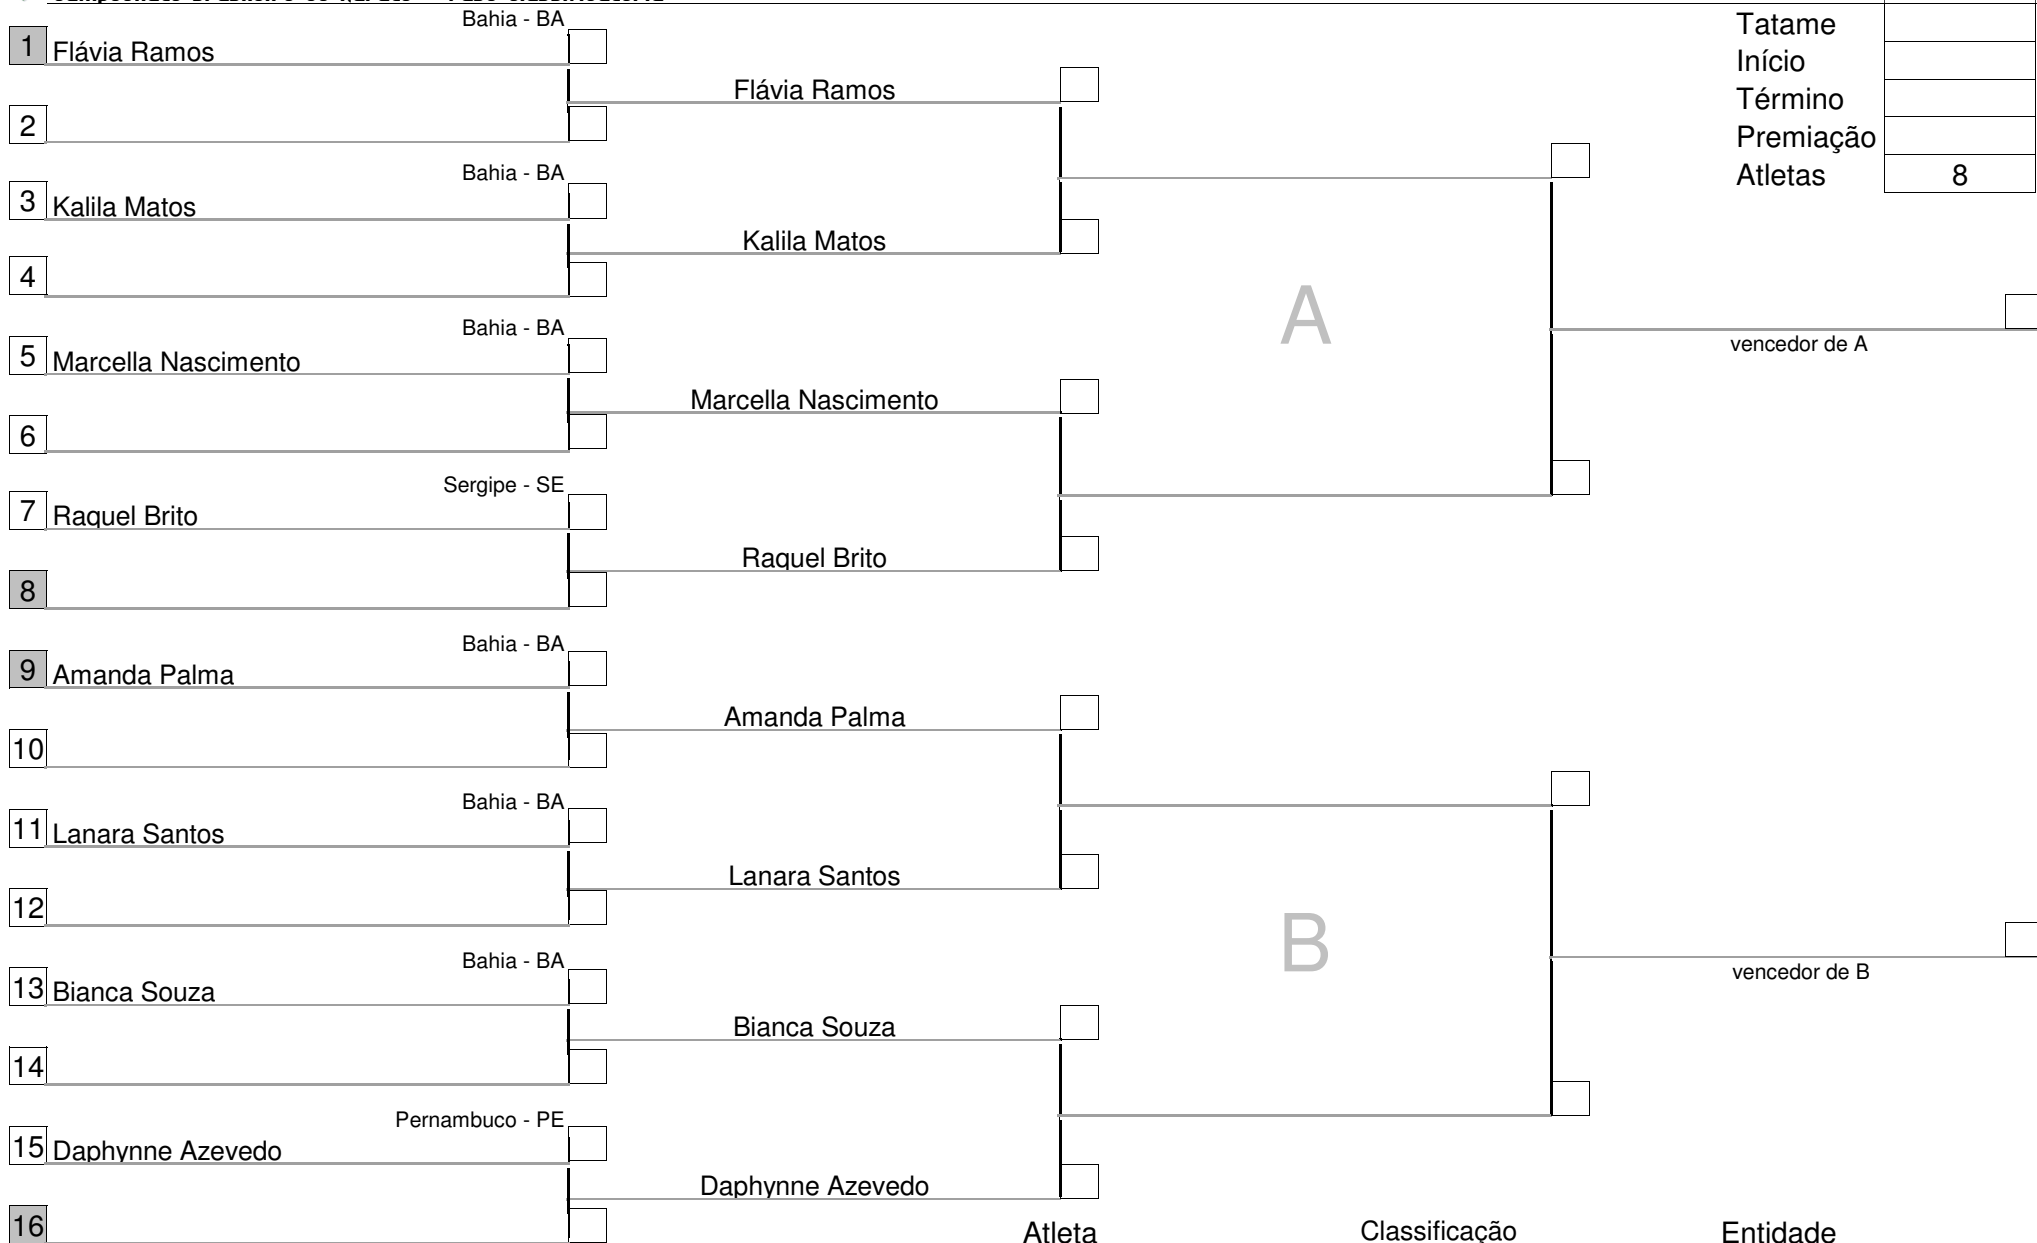 Bahia - BA
1 Flávia Ramos
Flávia Ramos
2
Bahia - BA
3 Kalila Matos
Kalila Matos
4
Bahia - BA
5 Marcella Nascimento
Marcella Nascimento
6
Sergipe - SE
7 Raquel Brito
Raquel Brito
8
Bahia - BA
9 Amanda Palma
Amanda Palma
10
Bahia - BA
11 Lanara Santos
Lanara Santos
12
Bahia - BA
13 Bianca Souza
Bianca Souza
14
Pernambuco - PE
15 Daphynne Azevedo
Daphynne Azevedo
16
A
vencedor de A
B
vencedor de B
Tatame
Início
Término
Premiação
Atletas 8
Atleta Classificação Entidade